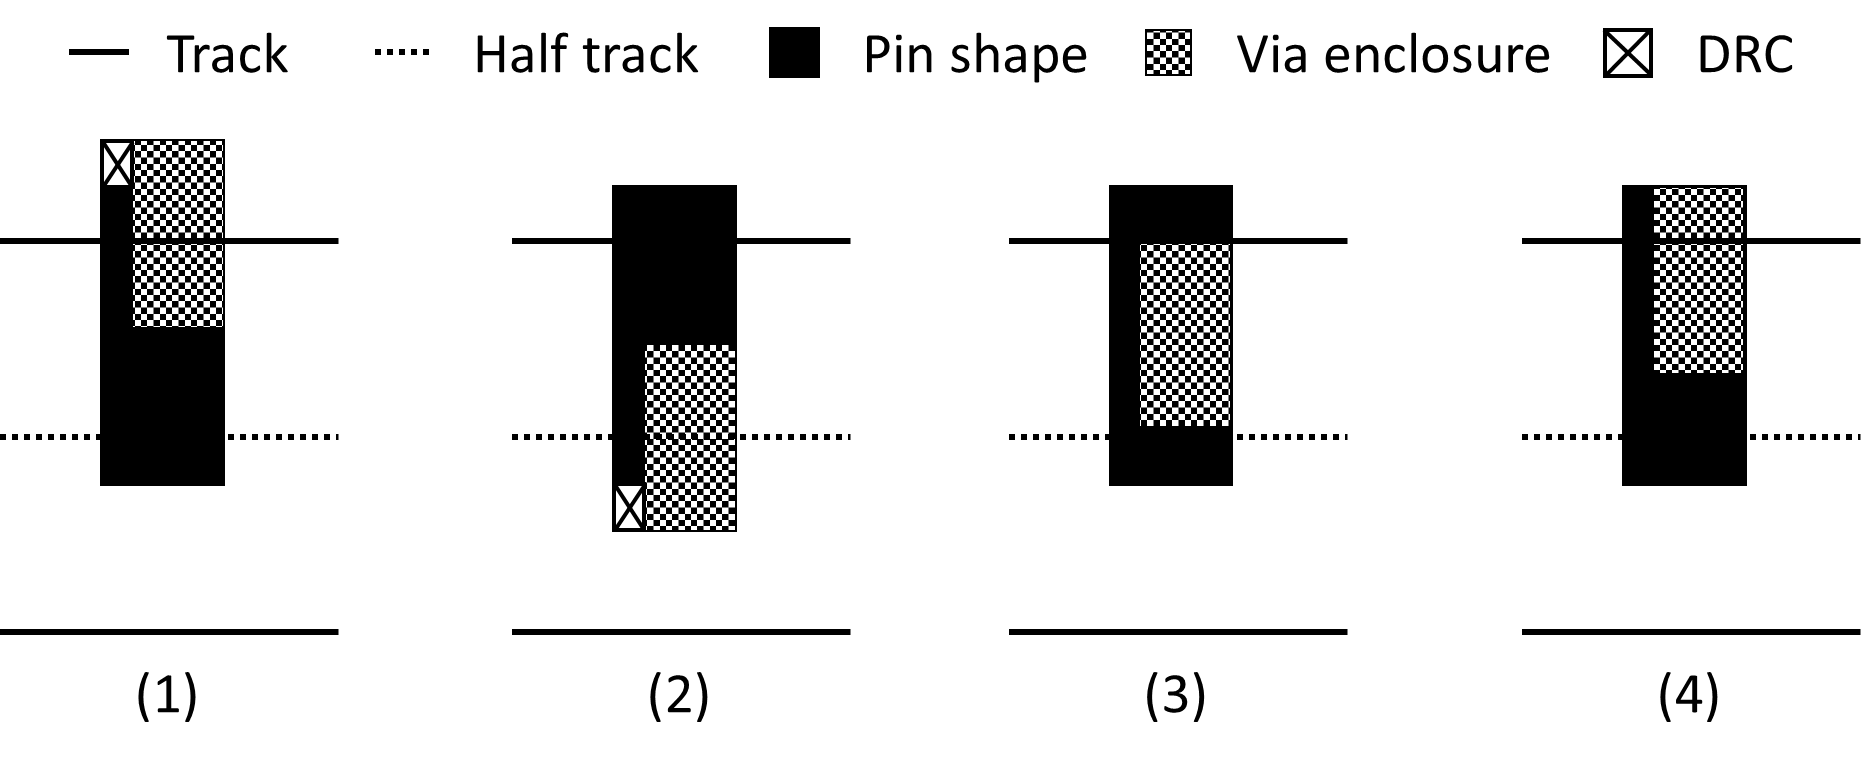 Track Half track Pin shape Via enclosure DRC
(1) (2) (3) (4)